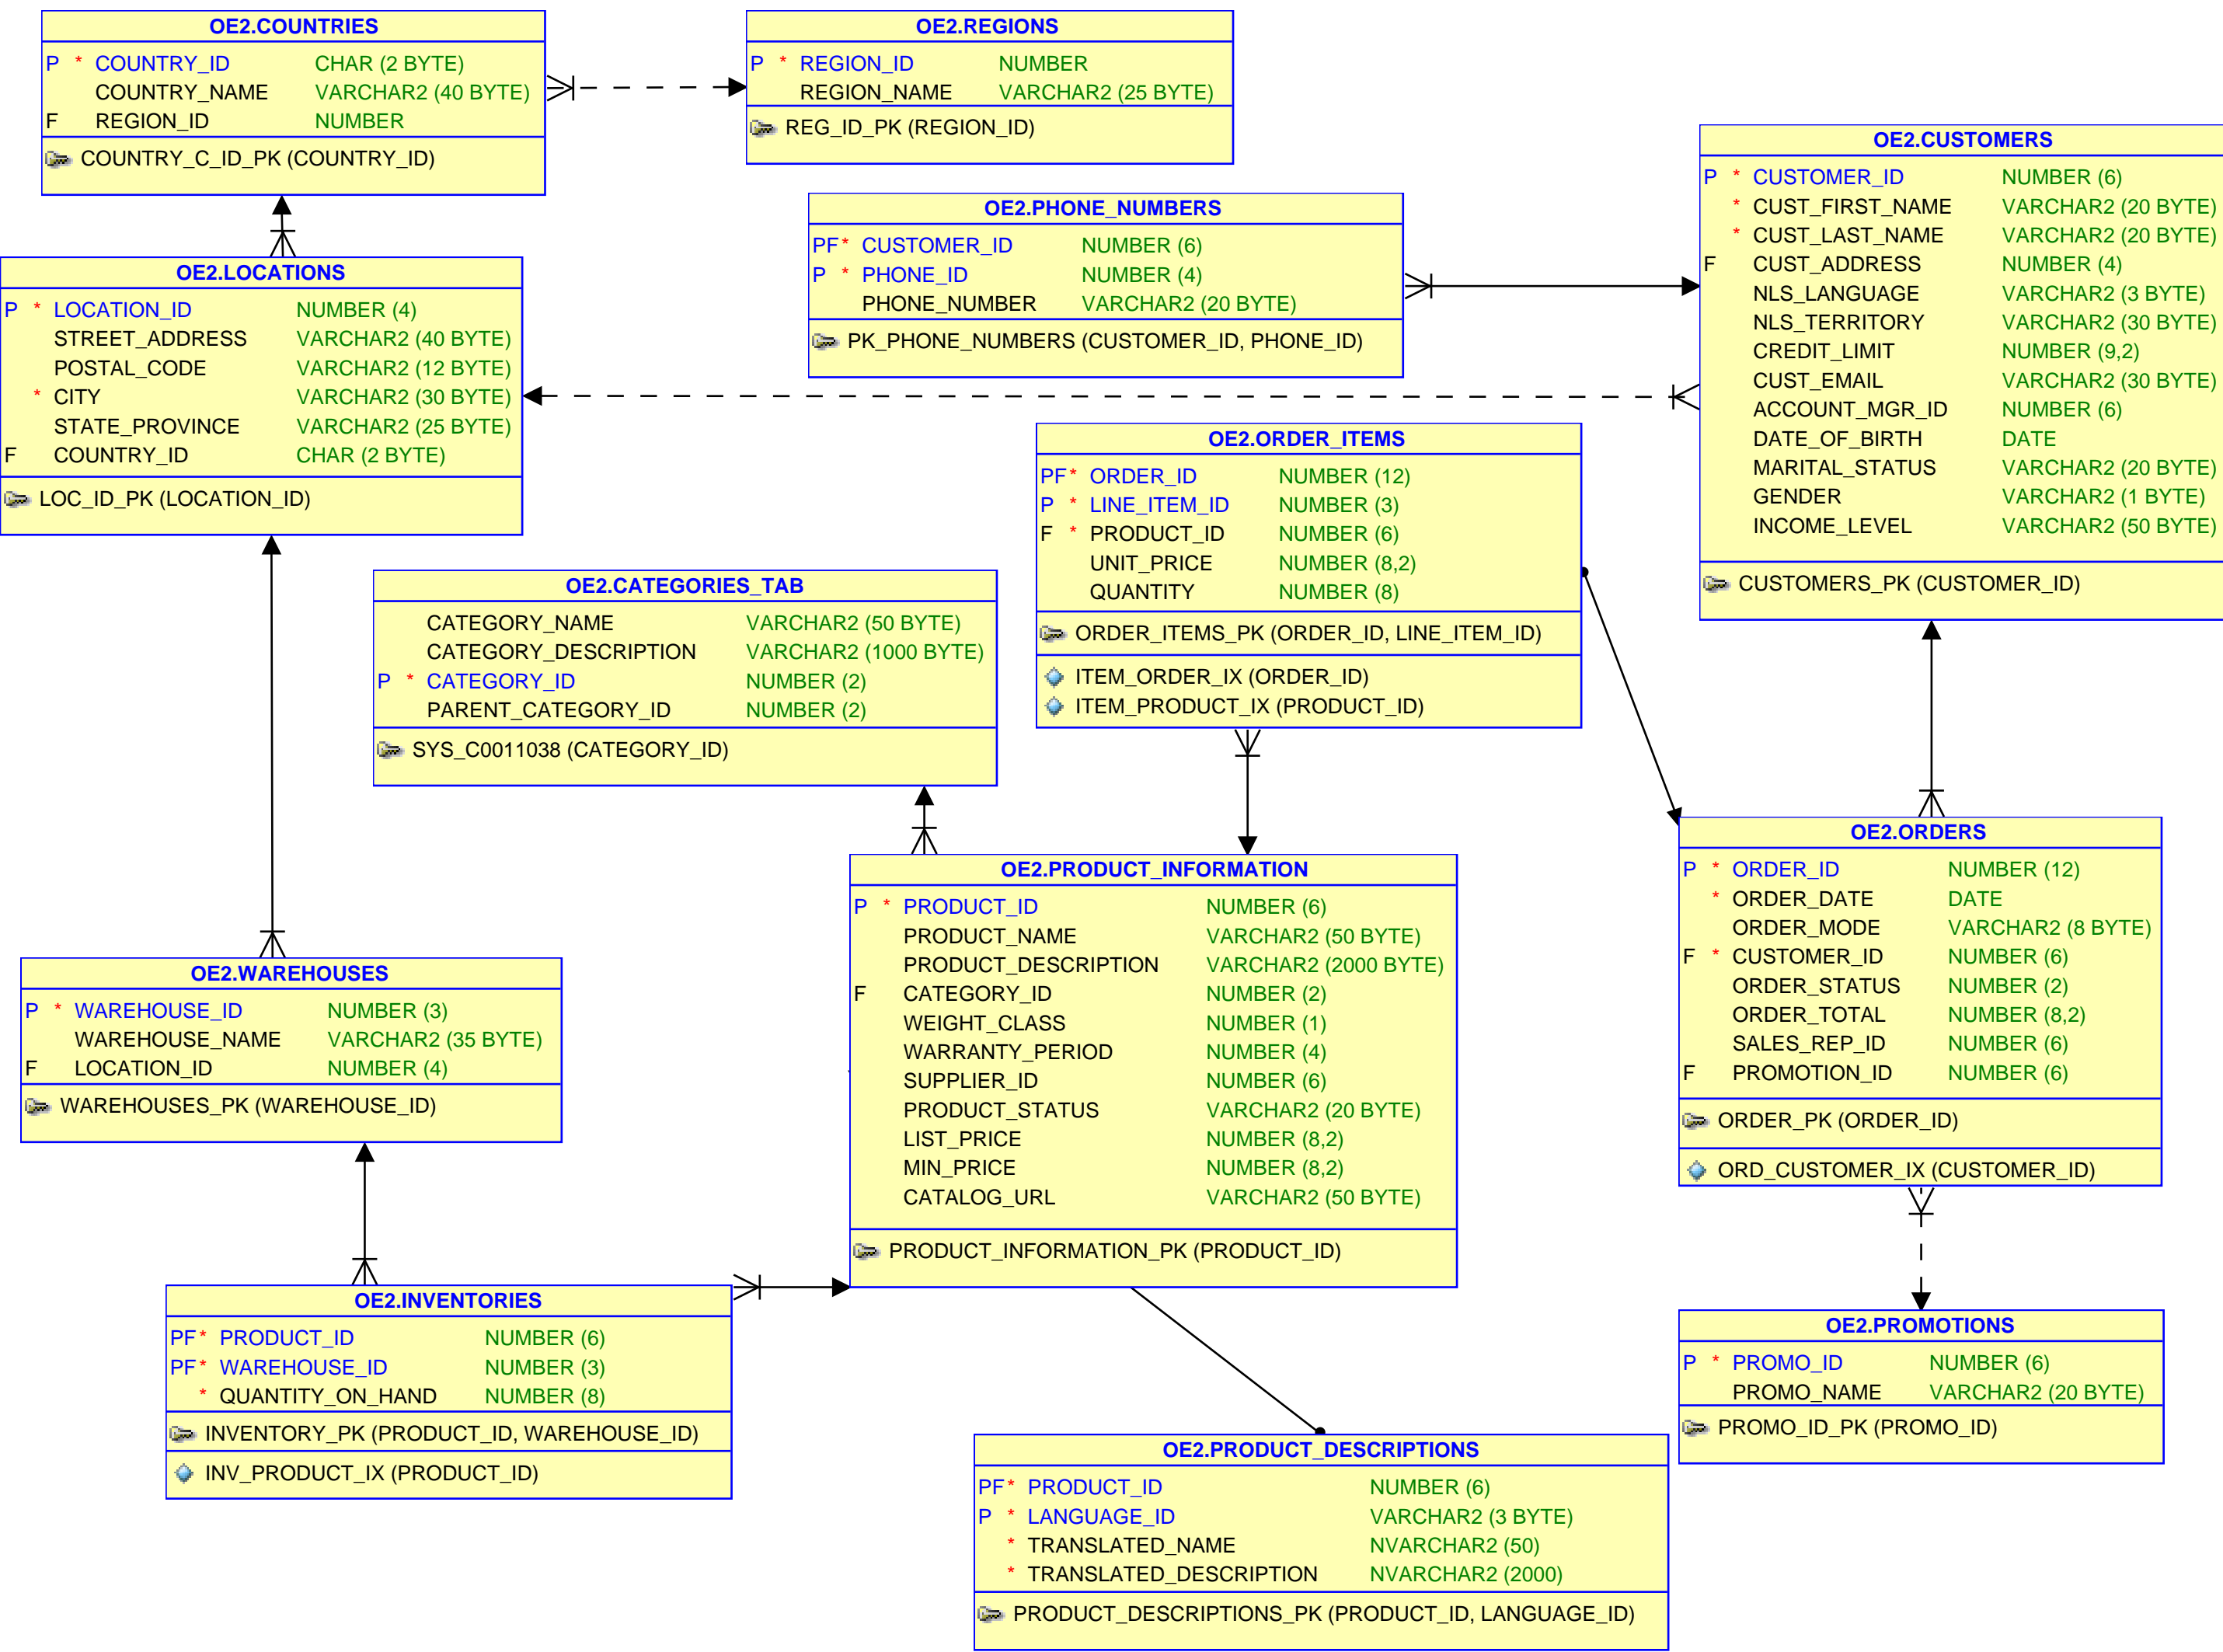 OE2.COUNTRIES
P * COUNTRY_ID CHAR (2 BYTE)
COUNTRY_NAME VARCHAR2 (40 BYTE)
F REGION_ID NUMBER
COUNTRY_C_ID_PK (COUNTRY_ID)
OE2.REGIONS
P * REGION_ID NUMBER
REGION_NAME VARCHAR2 (25 BYTE)
REG_ID_PK (REGION_ID)
OE2.CUSTOMERS
P * CUSTOMER_ID NUMBER (6)
* CUST_FIRST_NAME VARCHAR2 (20 BYTE)
* CUST_LAST_NAME VARCHAR2 (20 BYTE)
F CUST_ADDRESS NUMBER (4)
NLS_LANGUAGE VARCHAR2 (3 BYTE)
NLS_TERRITORY VARCHAR2 (30 BYTE)
CREDIT_LIMIT NUMBER (9,2)
CUST_EMAIL VARCHAR2 (30 BYTE)
ACCOUNT_MGR_ID NUMBER (6)
DATE_OF_BIRTH DATE
MARITAL_STATUS VARCHAR2 (20 BYTE)
GENDER VARCHAR2 (1 BYTE)
INCOME_LEVEL VARCHAR2 (50 BYTE)
CUSTOMERS_PK (CUSTOMER_ID)
OE2.PHONE_NUMBERS
PF* CUSTOMER_ID NUMBER (6)
P * PHONE_ID NUMBER (4)
PHONE_NUMBER VARCHAR2 (20 BYTE)
PK_PHONE_NUMBERS (CUSTOMER_ID, PHONE_ID)
OE2.LOCATIONS
P * LOCATION_ID NUMBER (4)
STREET_ADDRESS VARCHAR2 (40 BYTE)
POSTAL_CODE VARCHAR2 (12 BYTE)
* CITY VARCHAR2 (30 BYTE)
STATE_PROVINCE VARCHAR2 (25 BYTE)
F COUNTRY_ID CHAR (2 BYTE)
LOC_ID_PK (LOCATION_ID)
OE2.ORDER_ITEMS
PF* ORDER_ID NUMBER (12)
P * LINE_ITEM_ID NUMBER (3)
F * PRODUCT_ID NUMBER (6)
UNIT_PRICE NUMBER (8,2)
QUANTITY NUMBER (8)
ORDER_ITEMS_PK (ORDER_ID, LINE_ITEM_ID)
ITEM_ORDER_IX (ORDER_ID)
ITEM_PRODUCT_IX (PRODUCT_ID)
OE2.CATEGORIES_TAB
CATEGORY_NAME VARCHAR2 (50 BYTE)
CATEGORY_DESCRIPTION VARCHAR2 (1000 BYTE)
P * CATEGORY_ID NUMBER (2)
PARENT_CATEGORY_ID NUMBER (2)
SYS_C0011038 (CATEGORY_ID)
OE2.ORDERS
P * ORDER_ID NUMBER (12)
* ORDER_DATE DATE
ORDER_MODE VARCHAR2 (8 BYTE)
F * CUSTOMER_ID NUMBER (6)
ORDER_STATUS NUMBER (2)
ORDER_TOTAL NUMBER (8,2)
SALES_REP_ID NUMBER (6)
F PROMOTION_ID NUMBER (6)
ORDER_PK (ORDER_ID)
ORD_CUSTOMER_IX (CUSTOMER_ID)
OE2.PRODUCT_INFORMATION
P * PRODUCT_ID NUMBER (6)
PRODUCT_NAME VARCHAR2 (50 BYTE)
PRODUCT_DESCRIPTION VARCHAR2 (2000 BYTE)
F CATEGORY_ID NUMBER (2)
WEIGHT_CLASS NUMBER (1)
WARRANTY_PERIOD NUMBER (4)
SUPPLIER_ID NUMBER (6)
PRODUCT_STATUS VARCHAR2 (20 BYTE)
LIST_PRICE NUMBER (8,2)
MIN_PRICE NUMBER (8,2)
CATALOG_URL VARCHAR2 (50 BYTE)
PRODUCT_INFORMATION_PK (PRODUCT_ID)
OE2.WAREHOUSES
P * WAREHOUSE_ID NUMBER (3)
WAREHOUSE_NAME VARCHAR2 (35 BYTE)
F LOCATION_ID NUMBER (4)
WAREHOUSES_PK (WAREHOUSE_ID)
OE2.INVENTORIES
PF* PRODUCT_ID NUMBER (6)
PF* WAREHOUSE_ID NUMBER (3)
* QUANTITY_ON_HAND NUMBER (8)
INVENTORY_PK (PRODUCT_ID, WAREHOUSE_ID)
INV_PRODUCT_IX (PRODUCT_ID)
OE2.PROMOTIONS
P * PROMO_ID NUMBER (6)
PROMO_NAME VARCHAR2 (20 BYTE)
PROMO_ID_PK (PROMO_ID)
OE2.PRODUCT_DESCRIPTIONS
PF* PRODUCT_ID NUMBER (6)
P * LANGUAGE_ID VARCHAR2 (3 BYTE)
* TRANSLATED_NAME NVARCHAR2 (50)
* TRANSLATED_DESCRIPTION NVARCHAR2 (2000)
PRODUCT_DESCRIPTIONS_PK (PRODUCT_ID, LANGUAGE_ID)